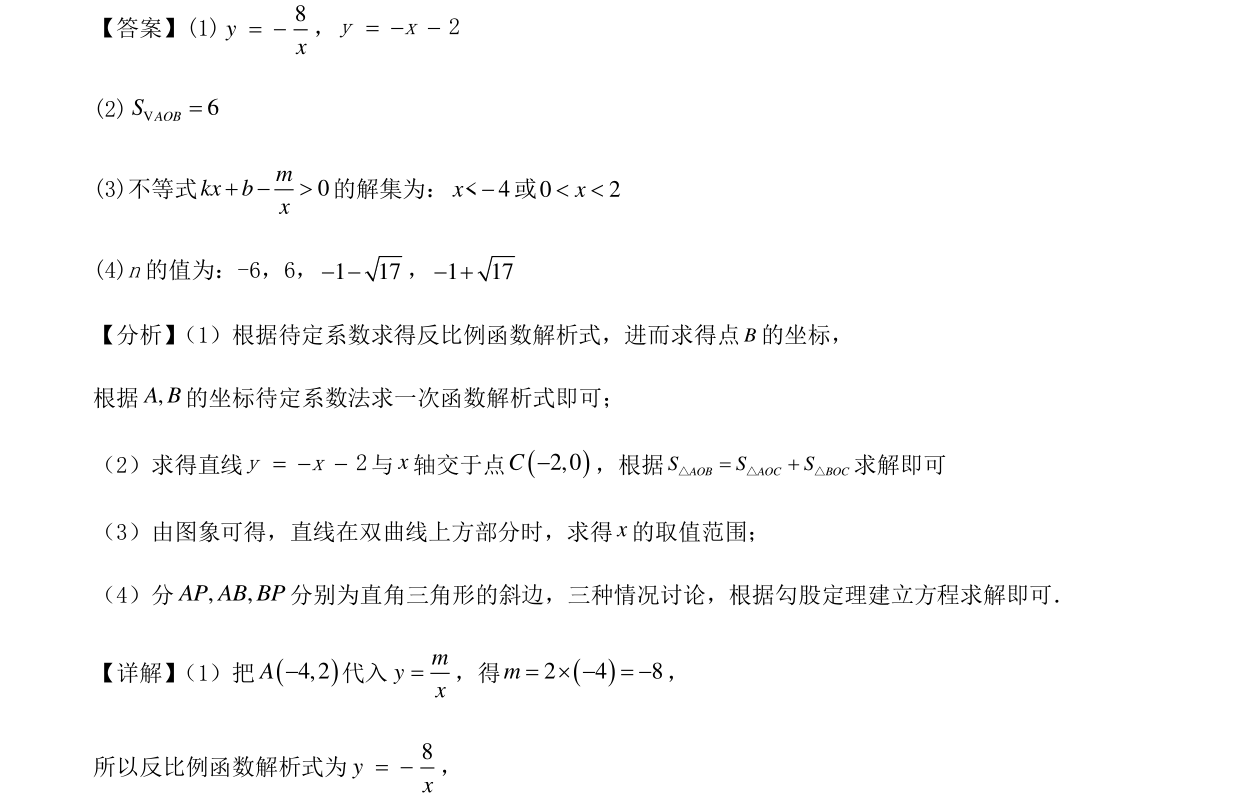 【答案】(1) y = −8/x，y = −x − 2
(2) S_{VAOB} = 6
(3)不等式 kx + b − m/x > 0 的解集为：x<−4或0 < x < 2
(4)n 的值为：-6，6，−1−√17，−1+√17
【分析】（1）根据待定系数求得反比例函数解析式，进而求得点 B 的坐标，
根据 A, B 的坐标待定系数法求一次函数解析式即可；
（2）求得直线 y = −x − 2 与 x 轴交于点 C(−2,0)，根据 S_{△AOB} = S_{△AOC} + S_{△BOC} 求解即可
（3）由图象可得，直线在双曲线上方部分时，求得 x 的取值范围；
（4）分 AP, AB, BP 分别为直角三角形的斜边，三种情况讨论，根据勾股定理建立方程求解即可．
【详解】（1）把 A(−4,2) 代入 y = m/x，得 m = 2×(−4) = −8，
所以反比例函数解析式为 y = −8/x，